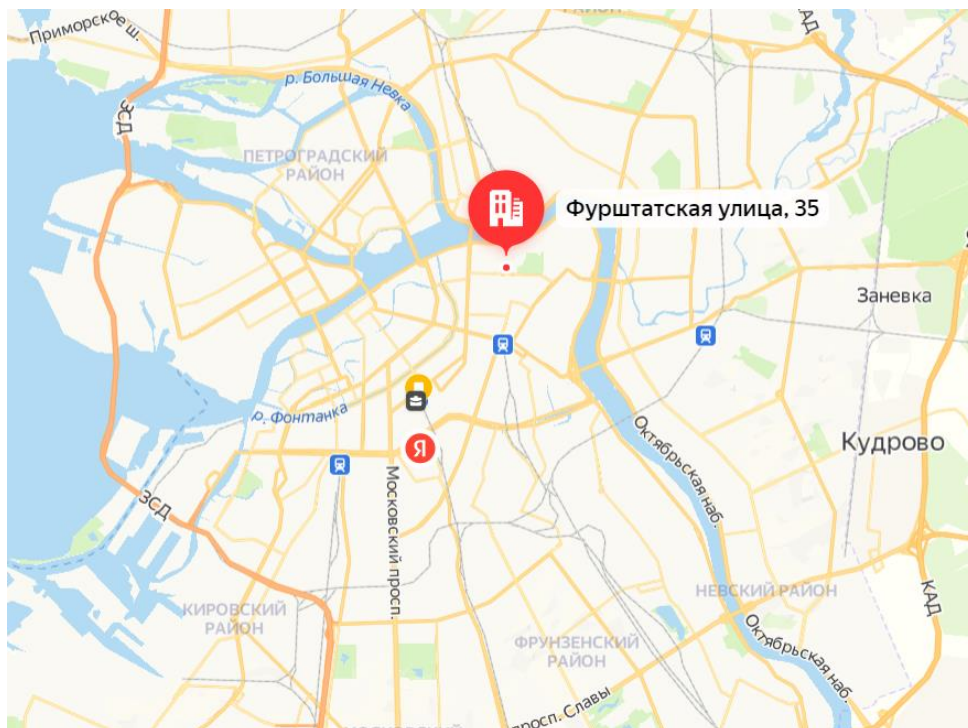 Приморское ш.
КАД
РАЙОН
р. Большая Невка
ЗСД
ПЕТРОГРАДСКИЙ
РАЙОН
Фурштатская улица, 35
Заневка
р. Фонтанка
Я
Октябрьская наб.
Кудрово
ЗСД
Московский просп.
КИРОВСКИЙ
РАЙОН
НЕВСКИЙ РАЙОН
КАД
ФРУНЗЕНСКИЙ
РАЙОН
Октябрьская наб.
просп. Славы